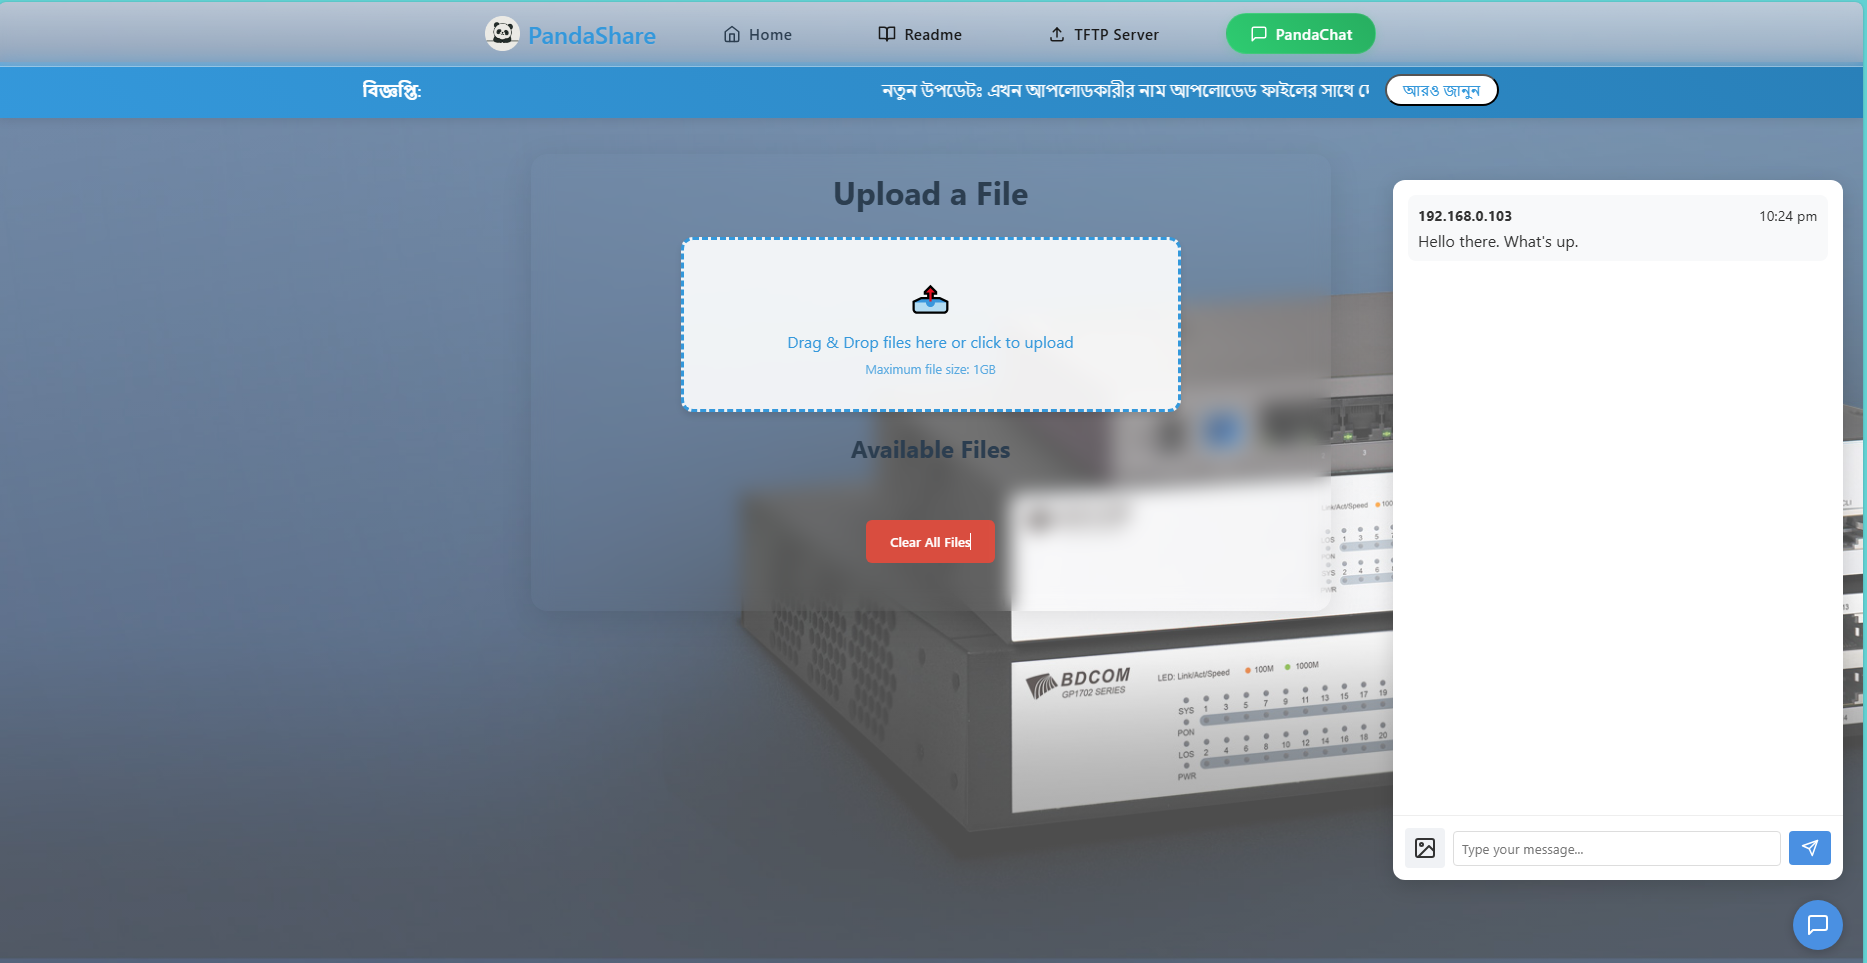 PandaShare
Home
Readme
TFTP Server
PandaChat
বিজ্ঞপ্তি:
নতুন উপডেটঃ এখন আপলোডকারীর নাম আপলোডেড ফাইলের সাথে
আরও জানুন
Upload a File
Drag & Drop files here or click to upload
Maximum file size: 1GB
Available Files
Clear All Files
192.168.0.103
10:24 pm
Hello there. What's up.
Type your message...
Link/Act/Speed
BDCOM
GP1702 SERIES
LED: Link/Act/Speed 100M 1000M
SYS 1 3 5 7 9 11 13 15 17 19
PON
LOS 2 4 6 8 10 12 14 16 18 20
PWR